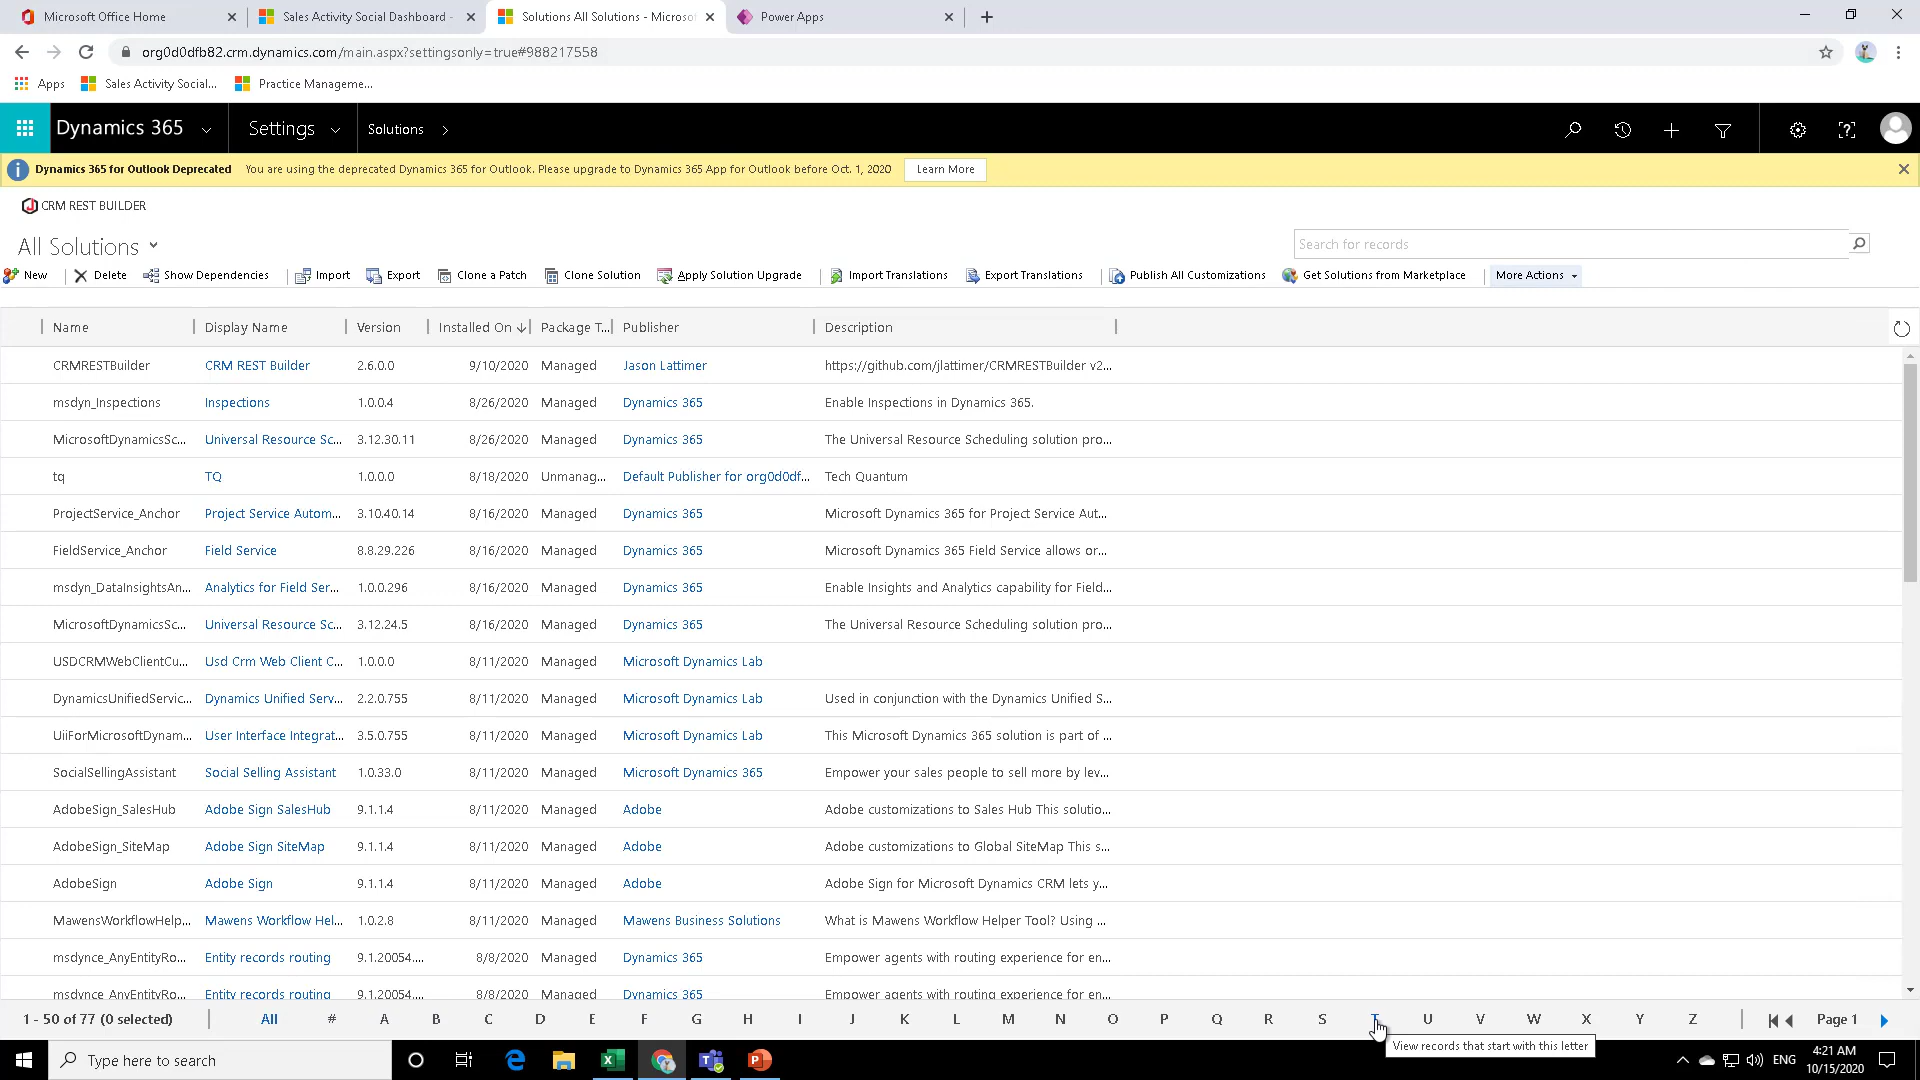 Microsoft Office Home
Sales Activity Social Dashboard -
Solutions All Solutions - Microso
Power Apps
org0d0dfb82.crm.dynamics.com/main.aspx?settingsonly=true#988217558
Apps
Sales Activity Social...
Practice Manageme...
Dynamics 365
Settings
Solutions
Dynamics 365 for Outlook Deprecated You are using the deprecated Dynamics 365 for Outlook. Please upgrade to Dynamics 365 App for Outlook before Oct. 1, 2020 Learn More
CRM REST BUILDER
All Solutions
Search for records
New Delete Show Dependencies Import Export Clone a Patch Clone Solution Apply Solution Upgrade Import Translations Export Translations Publish All Customizations Get Solutions from Marketplace More Actions
Name Display Name Version Installed On Package T... Publisher Description
CRMRESTBuilder CRM REST Builder 2.6.0.0 9/10/2020 Managed Jason Lattimer https://github.com/jlattimer/CRMRESTBuilder v2...
msdyn_Inspections Inspections 1.0.0.4 8/26/2020 Managed Dynamics 365 Enable Inspections in Dynamics 365.
MicrosoftDynamicsSc... Universal Resource Sc... 3.12.30.11 8/26/2020 Managed Dynamics 365 The Universal Resource Scheduling solution pro...
tq TQ 1.0.0.0 8/18/2020 Unmanag... Default Publisher for org0d0df... Tech Quantum
ProjectService_Anchor Project Service Autom... 3.10.40.14 8/16/2020 Managed Dynamics 365 Microsoft Dynamics 365 for Project Service Aut...
FieldService_Anchor Field Service 8.8.29.226 8/16/2020 Managed Dynamics 365 Microsoft Dynamics 365 Field Service allows or...
msdyn_DataInsightsAn... Analytics for Field Ser... 1.0.0.296 8/16/2020 Managed Dynamics 365 Enable Insights and Analytics capability for Field...
MicrosoftDynamicsSc... Universal Resource Sc... 3.12.24.5 8/16/2020 Managed Dynamics 365 The Universal Resource Scheduling solution pro...
USDCRMWebClientCu... Usd Crm Web Client C... 1.0.0.0 8/11/2020 Managed Microsoft Dynamics Lab
DynamicsUnifiedServic... Dynamics Unified Serv... 2.2.0.755 8/11/2020 Managed Microsoft Dynamics Lab Used in conjunction with the Dynamics Unified S...
UiiForMicrosoftDynam... User Interface Integrat... 3.5.0.755 8/11/2020 Managed Microsoft Dynamics Lab This Microsoft Dynamics 365 solution is part of ...
SocialSellingAssistant Social Selling Assistant 1.0.33.0 8/11/2020 Managed Microsoft Dynamics 365 Empower your sales people to sell more by lev...
AdobeSign_SalesHub Adobe Sign SalesHub 9.1.1.4 8/11/2020 Managed Adobe Adobe customizations to Sales Hub This solutio...
AdobeSign_SiteMap Adobe Sign SiteMap 9.1.1.4 8/11/2020 Managed Adobe Adobe customizations to Global SiteMap This s...
AdobeSign Adobe Sign 9.1.1.4 8/11/2020 Managed Adobe Adobe Sign for Microsoft Dynamics CRM lets y...
MawensWorkflowHelp... Mawens Workflow Hel... 1.0.2.8 8/11/2020 Managed Mawens Business Solutions What is Mawens Workflow Helper Tool? Using ...
msdynce_AnyEntityRo... Entity records routing 9.1.20054.... 8/8/2020 Managed Dynamics 365 Empower agents with routing experience for en...
msdynce_AnyEntityRo... Entity records routing 9.1.20054.... 8/8/2020 Managed Dynamics 365 Empower agents with routing experience for en...
1 - 50 of 77 (0 selected) All # A B C D E F G H I J K L M N O P Q R S T U V W X Y Z Page 1
View records that start with this letter
Type here to search
ENG
4:21 AM
10/15/2020